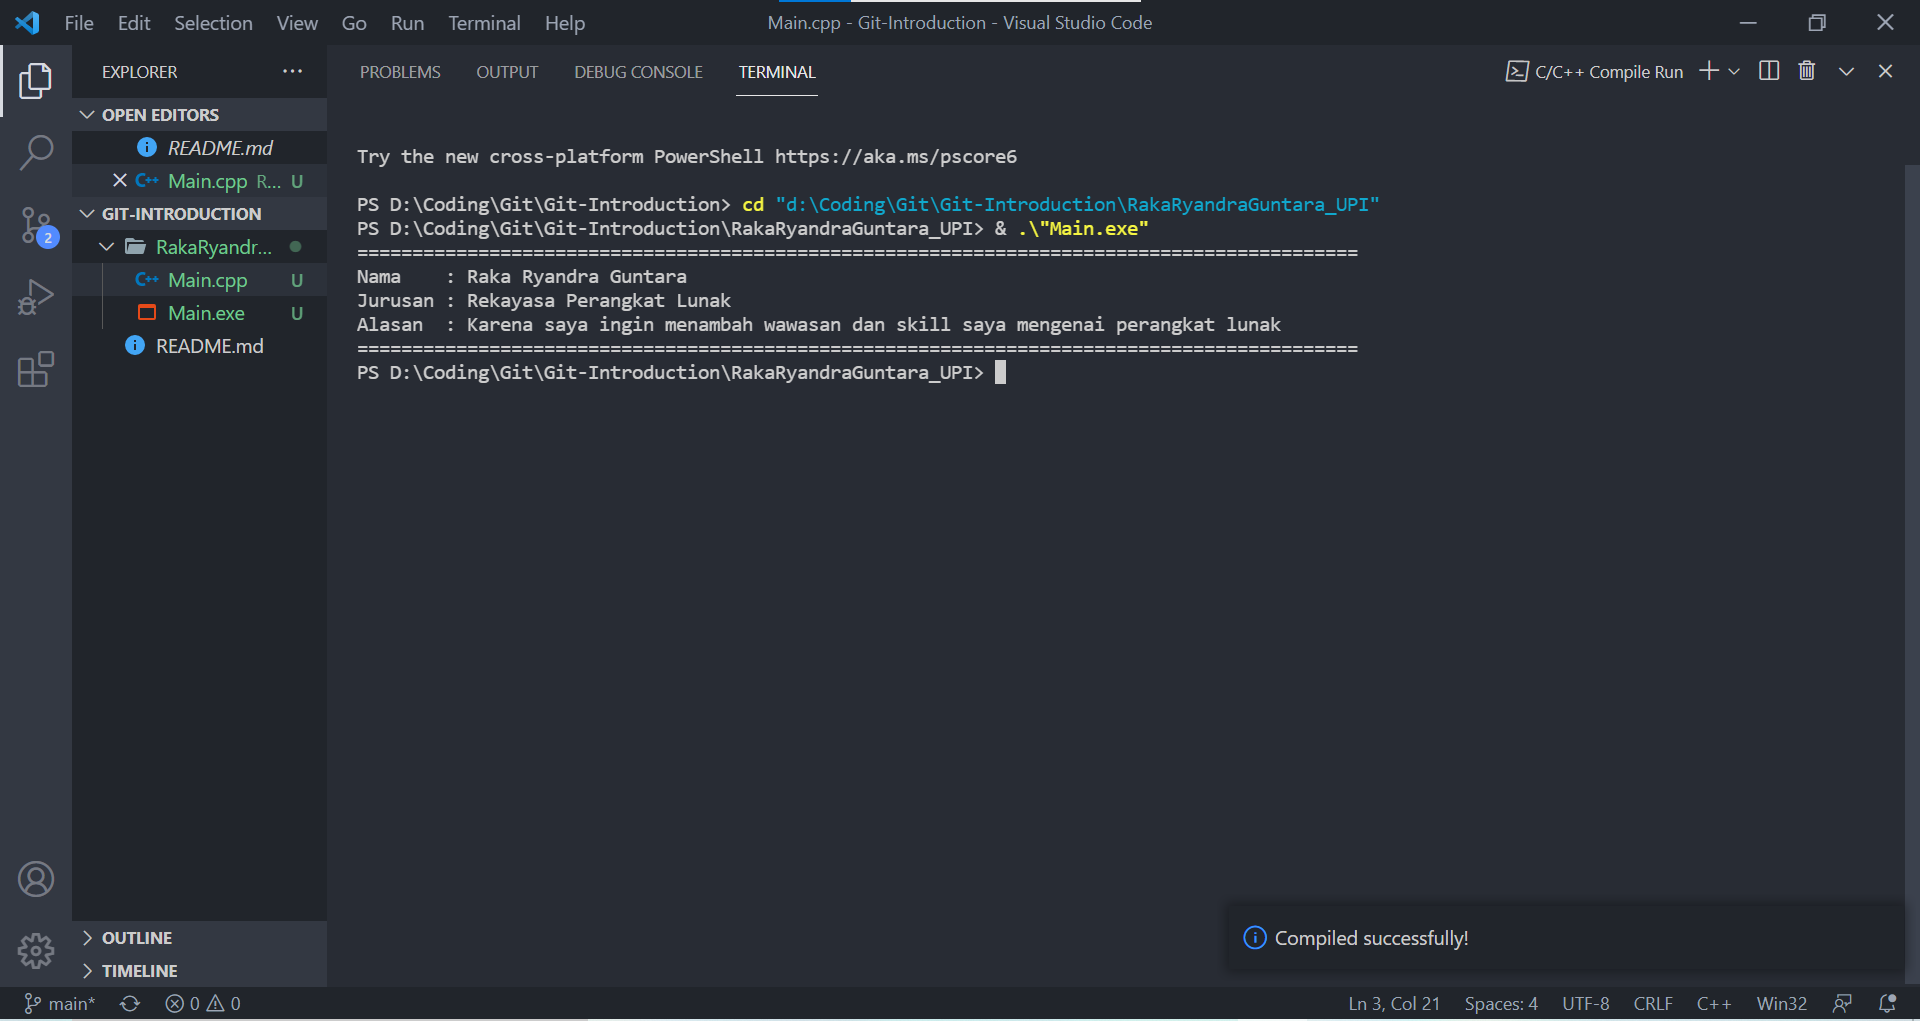 File Edit Selection View Go Run Terminal Help
Main.cpp - Git-Introduction - Visual Studio Code
EXPLORER
OPEN EDITORS
README.md
Main.cpp R... U
GIT-INTRODUCTION
RakaRyandr...
Main.cpp U
Main.exe U
README.md
2
OUTLINE
TIMELINE
PROBLEMS OUTPUT DEBUG CONSOLE TERMINAL
C/C++ Compile Run
Try the new cross-platform PowerShell https://aka.ms/pscore6
PS D:\Coding\Git\Git-Introduction> cd "d:\Coding\Git\Git-Introduction\RakaRyandraGuntara_UPI"
PS D:\Coding\Git\Git-Introduction\RakaRyandraGuntara_UPI> & .\"Main.exe"
===========================================================================================
Nama    : Raka Ryandra Guntara
Jurusan : Rekayasa Perangkat Lunak
Alasan  : Karena saya ingin menambah wawasan dan skill saya mengenai perangkat lunak
===========================================================================================
PS D:\Coding\Git\Git-Introduction\RakaRyandraGuntara_UPI>
Compiled successfully!
main* 0 0 Ln 3, Col 21 Spaces: 4 UTF-8 CRLF C++ Win32